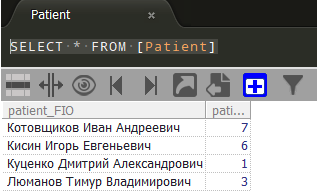 Patient ×
SELECT * FROM [Patient]
patient_FIO pati...
Котовщиков Иван Андреевич 7
Кисин Игорь Евгеньевич 6
Куценко Дмитрий Александрович 1
Люманов Тимур Владимирович 3